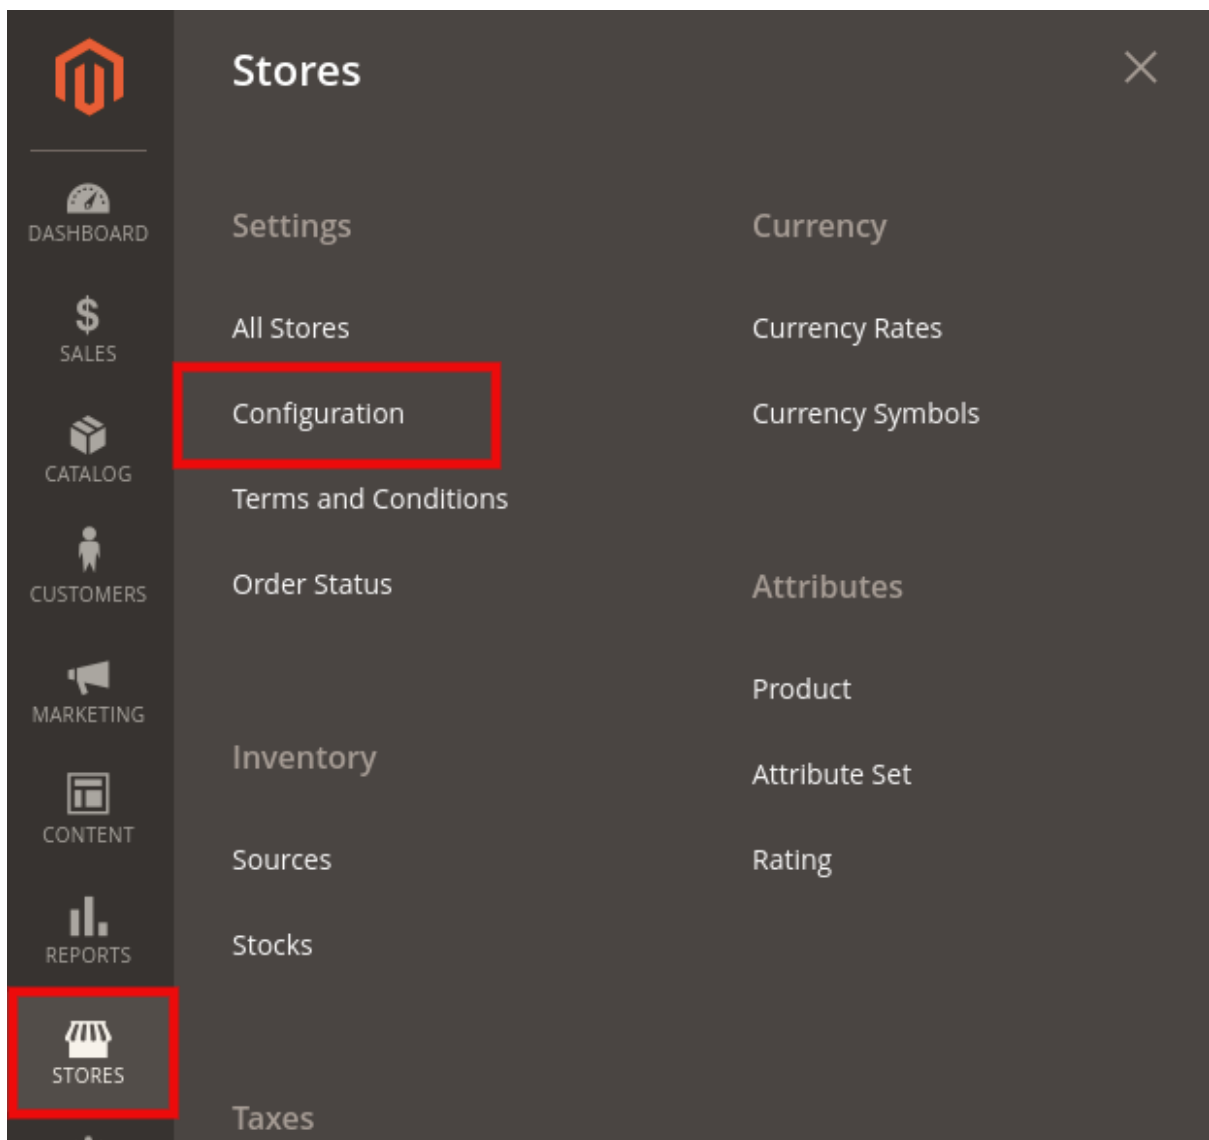 Stores
DASHBOARD
SALES
CATALOG
CUSTOMERS
MARKETING
CONTENT
REPORTS
STORES
Settings
All Stores
Configuration
Terms and Conditions
Order Status
Inventory
Sources
Stocks
Taxes
Currency
Currency Rates
Currency Symbols
Attributes
Product
Attribute Set
Rating